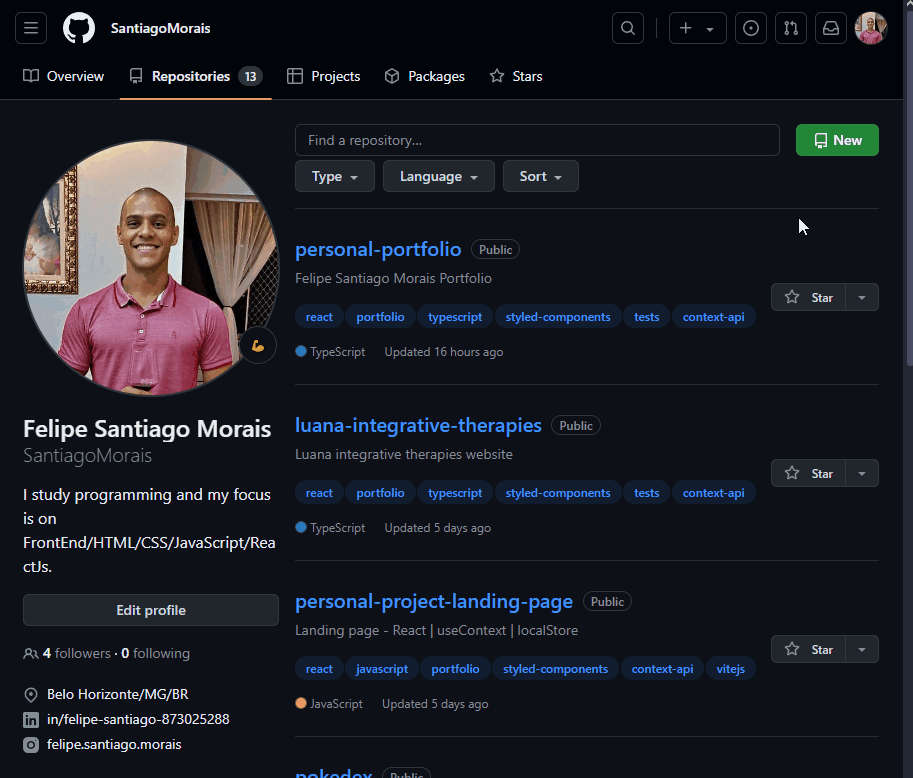 SantiagoMorais
Overview
Repositories 13
Projects
Packages
Stars
Find a repository...
New
Type
Language
Sort
personal-portfolio Public
Felipe Santiago Morais Portfolio
Star
react portfolio typescript styled-components tests context-api
TypeScript Updated 16 hours ago
luana-integrative-therapies Public
Luana integrative therapies website
Star
react portfolio typescript styled-components tests context-api
TypeScript Updated 5 days ago
personal-project-landing-page Public
Landing page - React | useContext | localStore
Star
react javascript portfolio styled-components context-api vitejs
JavaScript Updated 5 days ago
pokedex Public
Felipe Santiago Morais
SantiagoMorais
I study programming and my focus
is on
FrontEnd/HTML/CSS/JavaScript/Rea
ctJs.
Edit profile
4 followers · 0 following
Belo Horizonte/MG/BR
in/felipe-santiago-873025288
felipe.santiago.morais